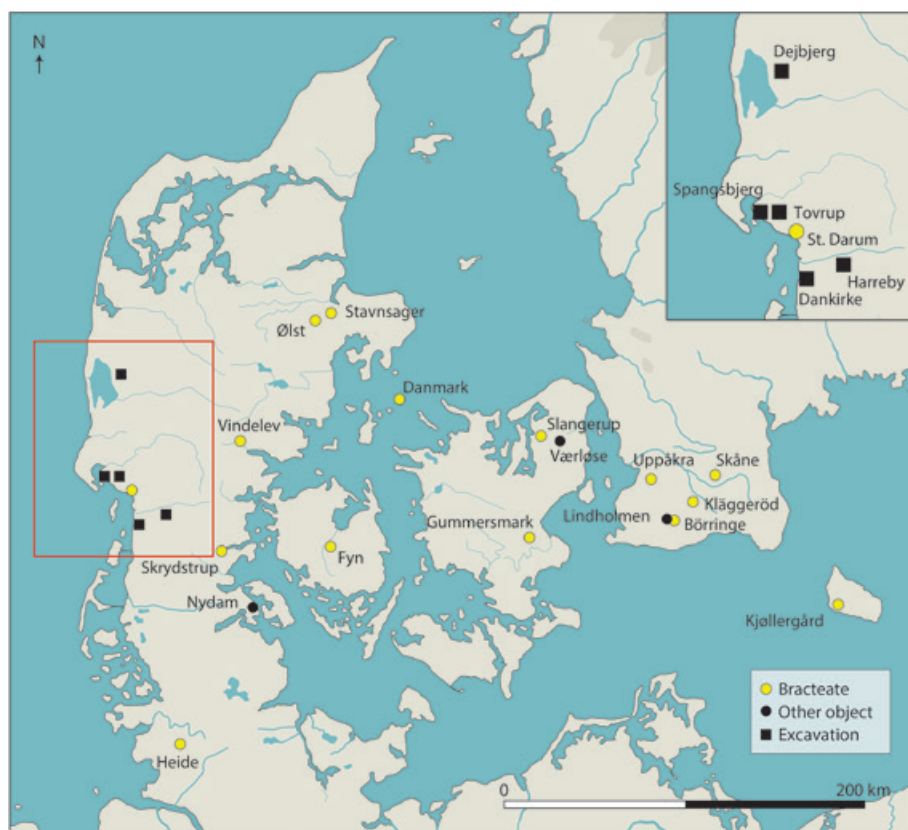 N
Dejbjerg
Spangsbjerg
Tovrup
St. Darum
Harreby
Dankirke
Stavnsager
Ølst
Danmark
Vindelev
Slangerup
Værløse
Uppåkra
Skåne
Kläggeröd
Lindholmen
Börringe
Gummersmark
Fyn
Skrydstrup
Nydam
Kjøllergård
Heide
Bracteate
Other object
Excavation
0
200 km